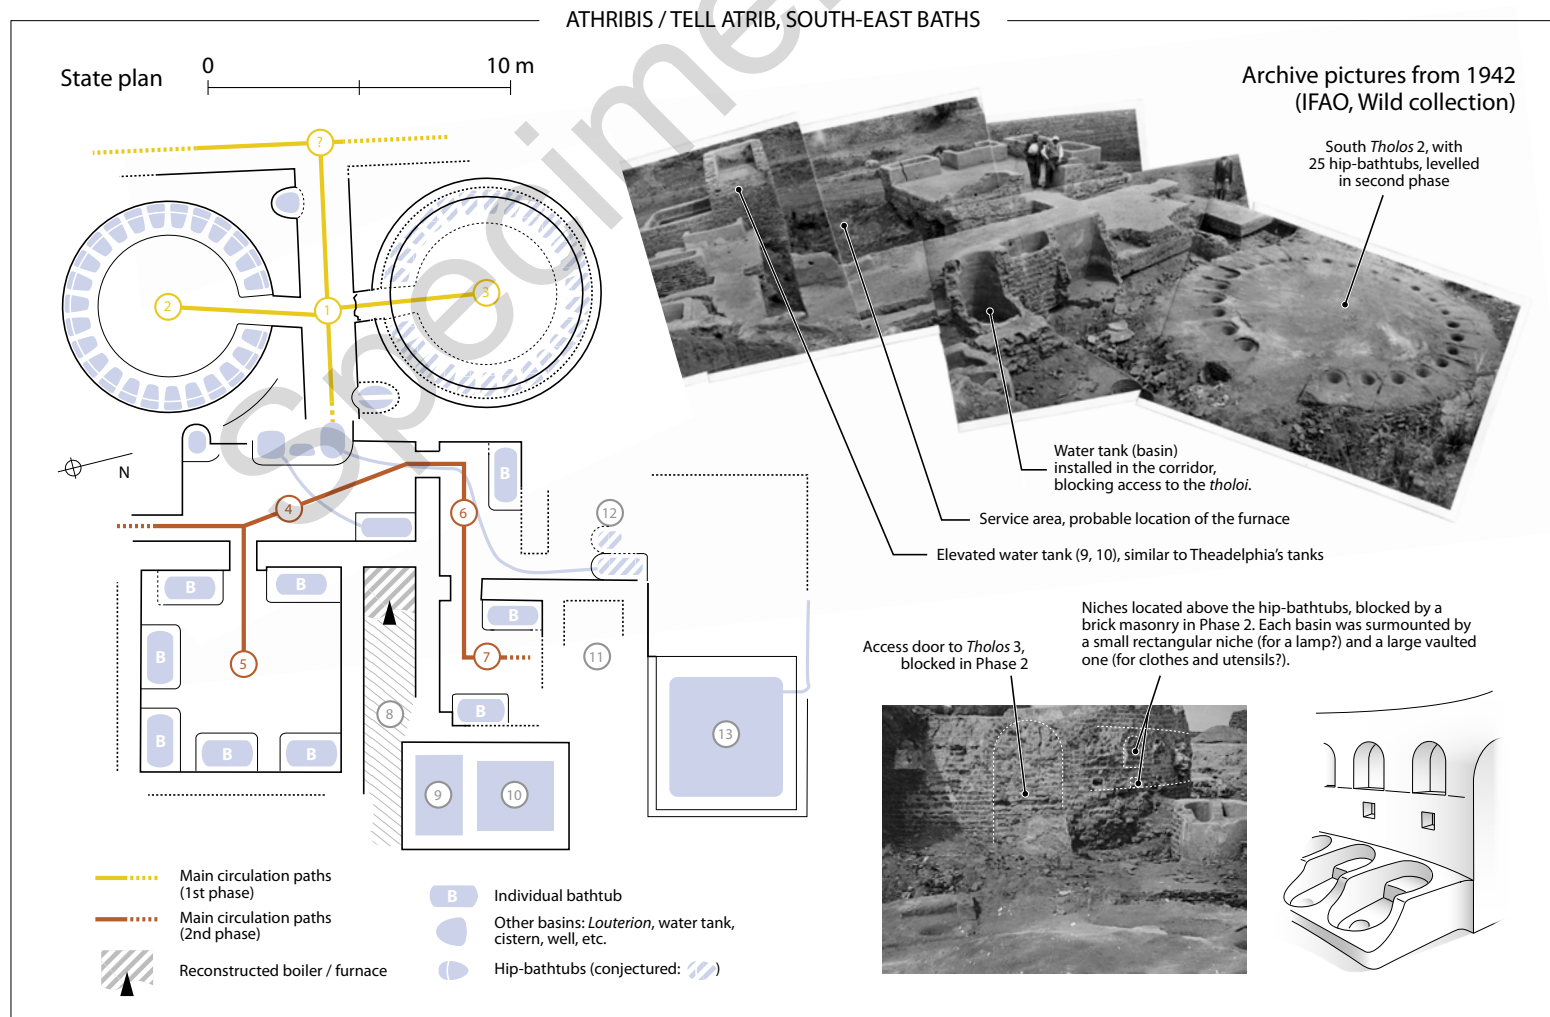 ATHRIBIS / TELL ATRIB, SOUTH-EAST BATHS
State plan
0
10 m
Archive pictures from 1942
(IFAO, Wild collection)
South Tholos 2, with
25 hip-bathtubs, levelled
in second phase
?
2
1
3
N
B
4
6
12
Water tank (basin)
installed in the corridor,
blocking access to the tholoi.
Service area, probable location of the furnace
Elevated water tank (9, 10), similar to Theadelphia's tanks
B
B
B
B
5
7
11
8
B
13
B
B
B
9
10
Access door to Tholos 3,
blocked in Phase 2
Niches located above the hip-bathtubs, blocked by a
brick masonry in Phase 2. Each basin was surmounted by
a small rectangular niche (for a lamp?) and a large vaulted
one (for clothes and utensils?).
Main circulation paths
(1st phase)
Main circulation paths
(2nd phase)
Reconstructed boiler / furnace
B
Individual bathtub
Other basins: Louterion, water tank,
cistern, well, etc.
Hip-bathtubs (conjectured: )
Specimen